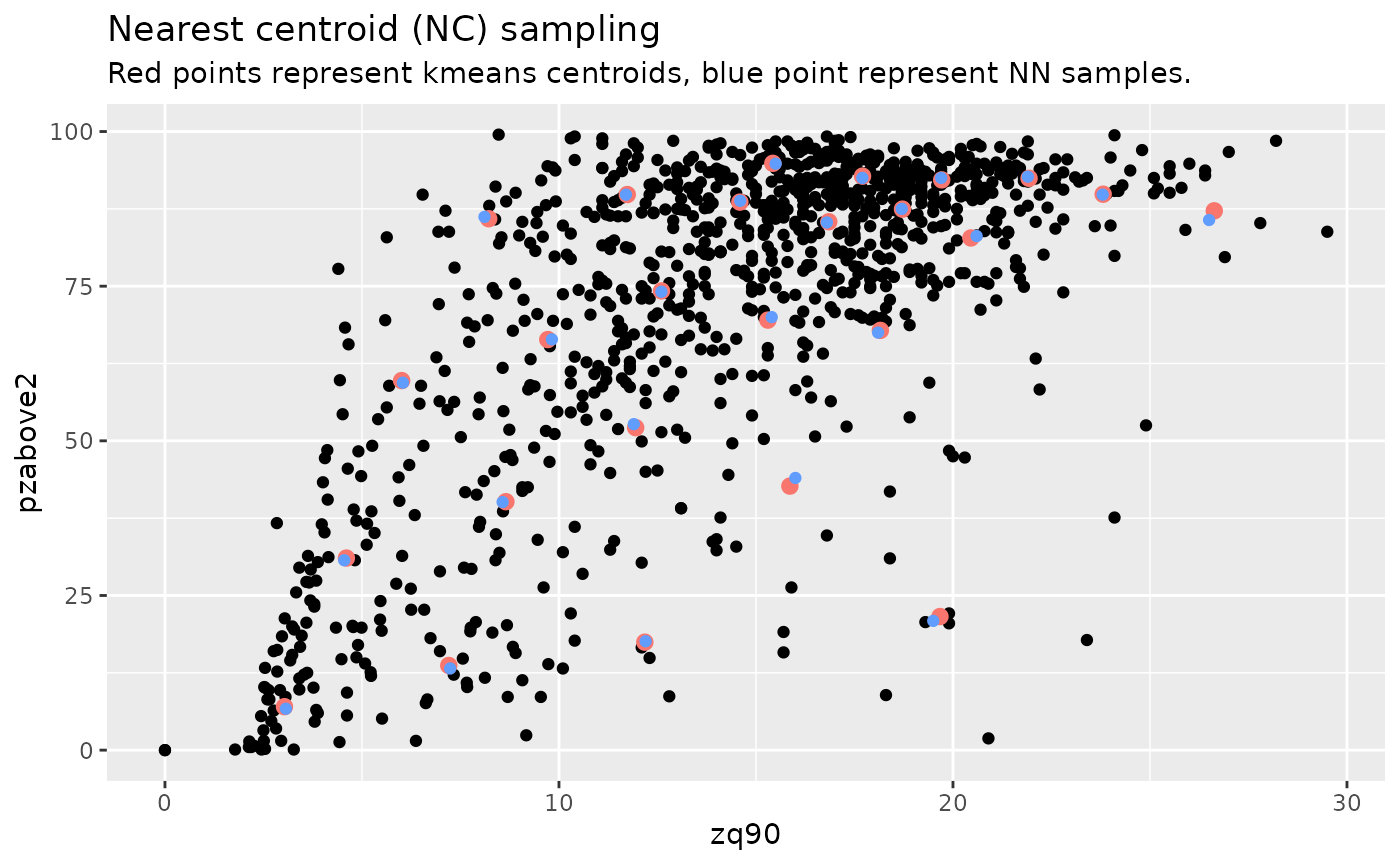 Nearest centroid (NC) sampling
Red points represent kmeans centroids, blue point represent NN samples.
100
75
50
25
0
pzabove2
0 10 20 30
zq90